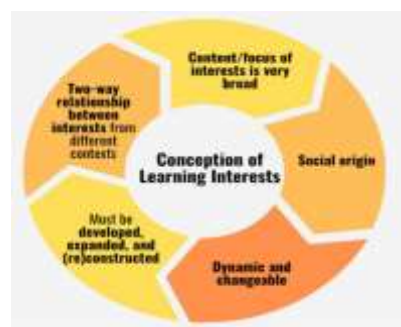 Content/focus of
interests is very
broad
Social origin
Dynamic and
changeable
Must be
developed,
expanded, and
(re)constructed
Two-way
relationship
between
interests from
different
contexts
Conception of
Learning Interests